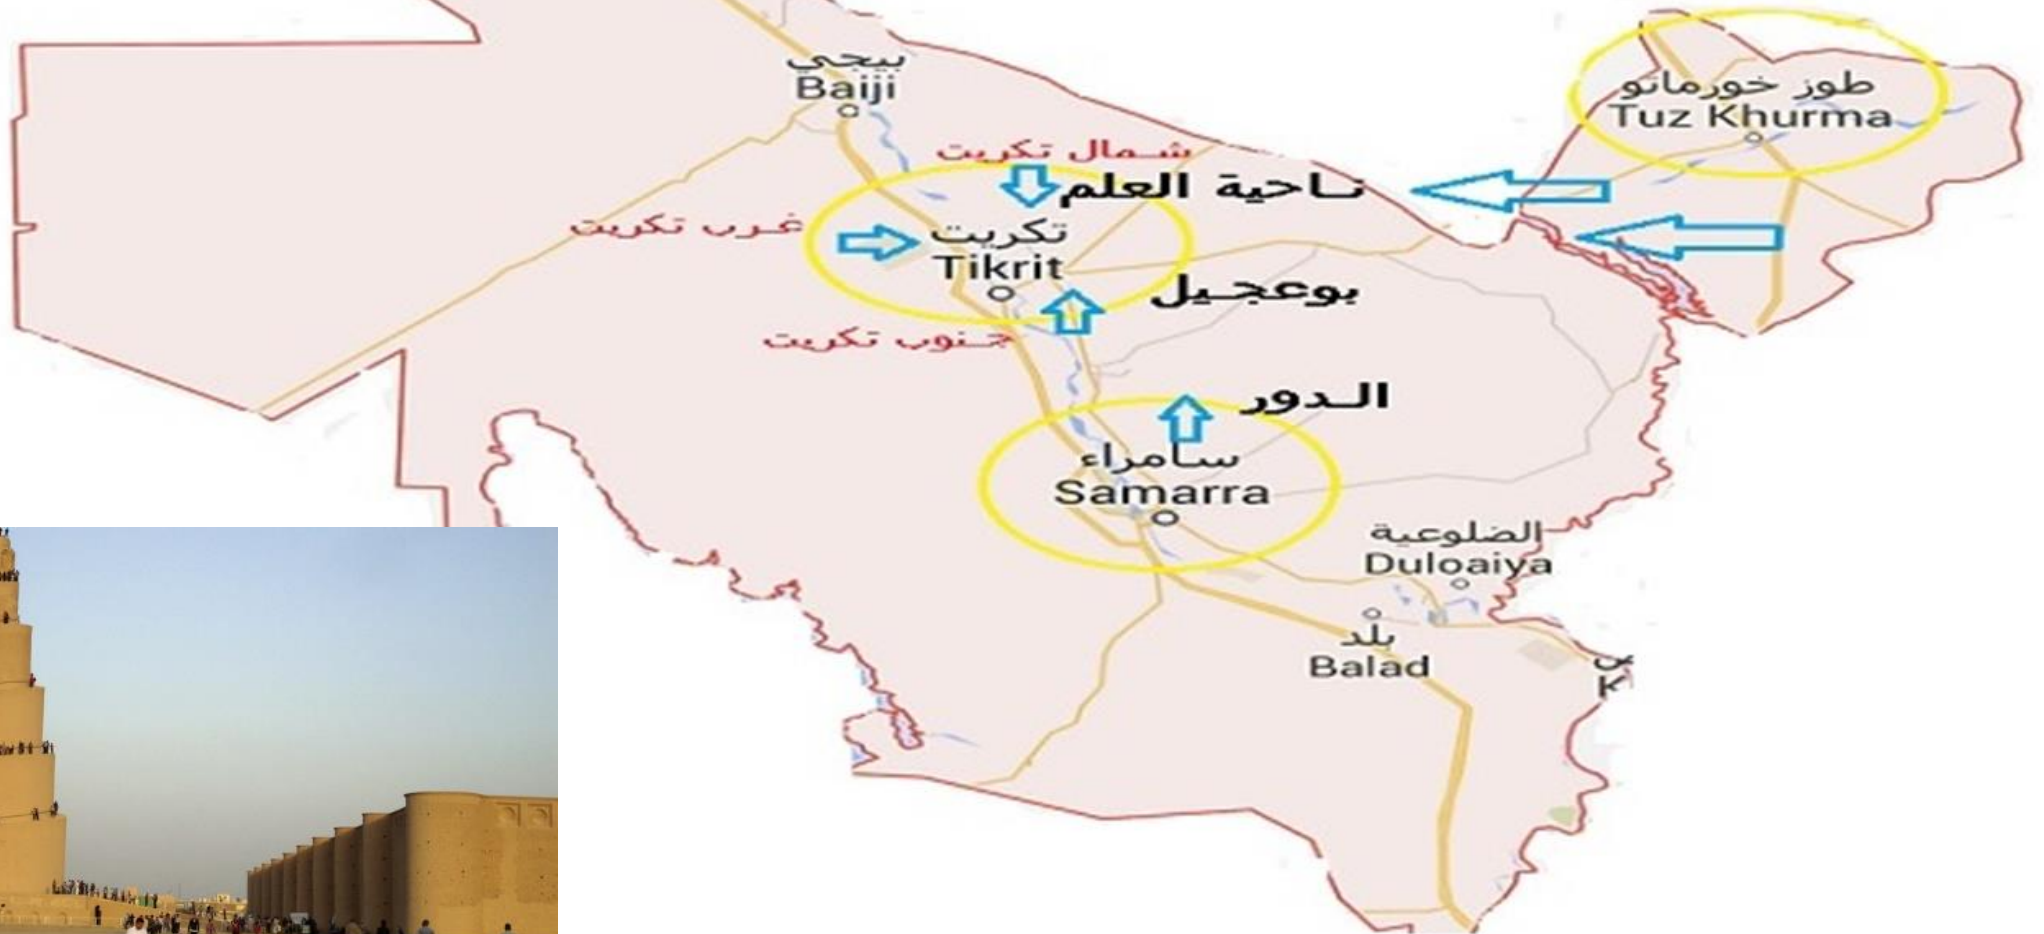 بيجي
Baiji
طوز خورماتو
Tuz Khurma
شمال تكريت
ناحية العلم
غرب تكريت
تكريت
Tikrit
بوعجيل
جنوب تكريت
الدور
سامراء
Samarra
الضلوعية
Duloaiya
بلد
Balad